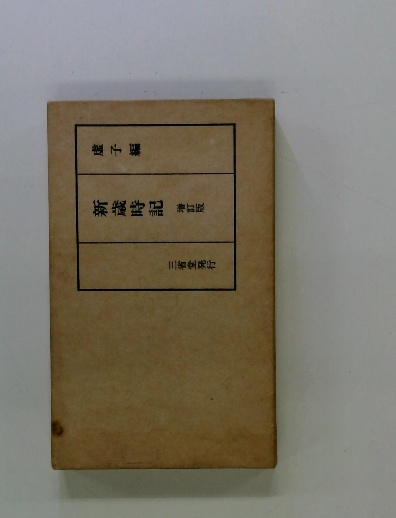 虚子編
新歳時記 増訂版
三省堂発行